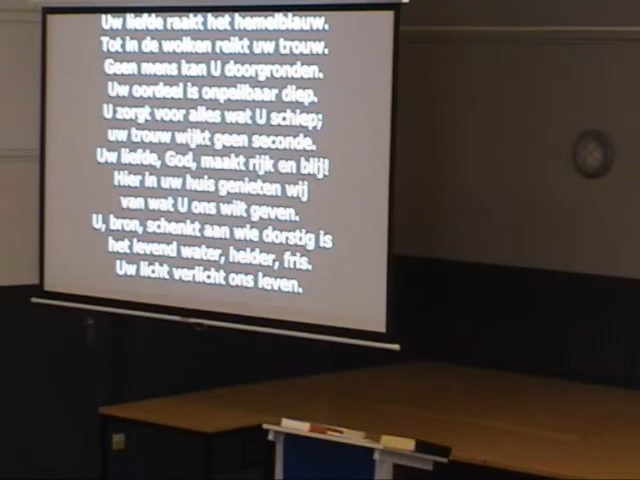 Uw liefde raakt het hemelblauw.
Tot in de wolken reikt uw trouw.
Geen mens kan U doorgronden.
Uw oordeel is onpeilbaar diep.
U zorgt voor alles wat U schiep;
uw trouw wijkt geen seconde.
Uw liefde, God, maakt rijk en blij!
Hier in uw huis genieten wij
van wat U ons wilt geven.
U, bron, schenkt aan wie dorstig is
het levend water, helder, fris.
Uw licht verlicht ons leven.